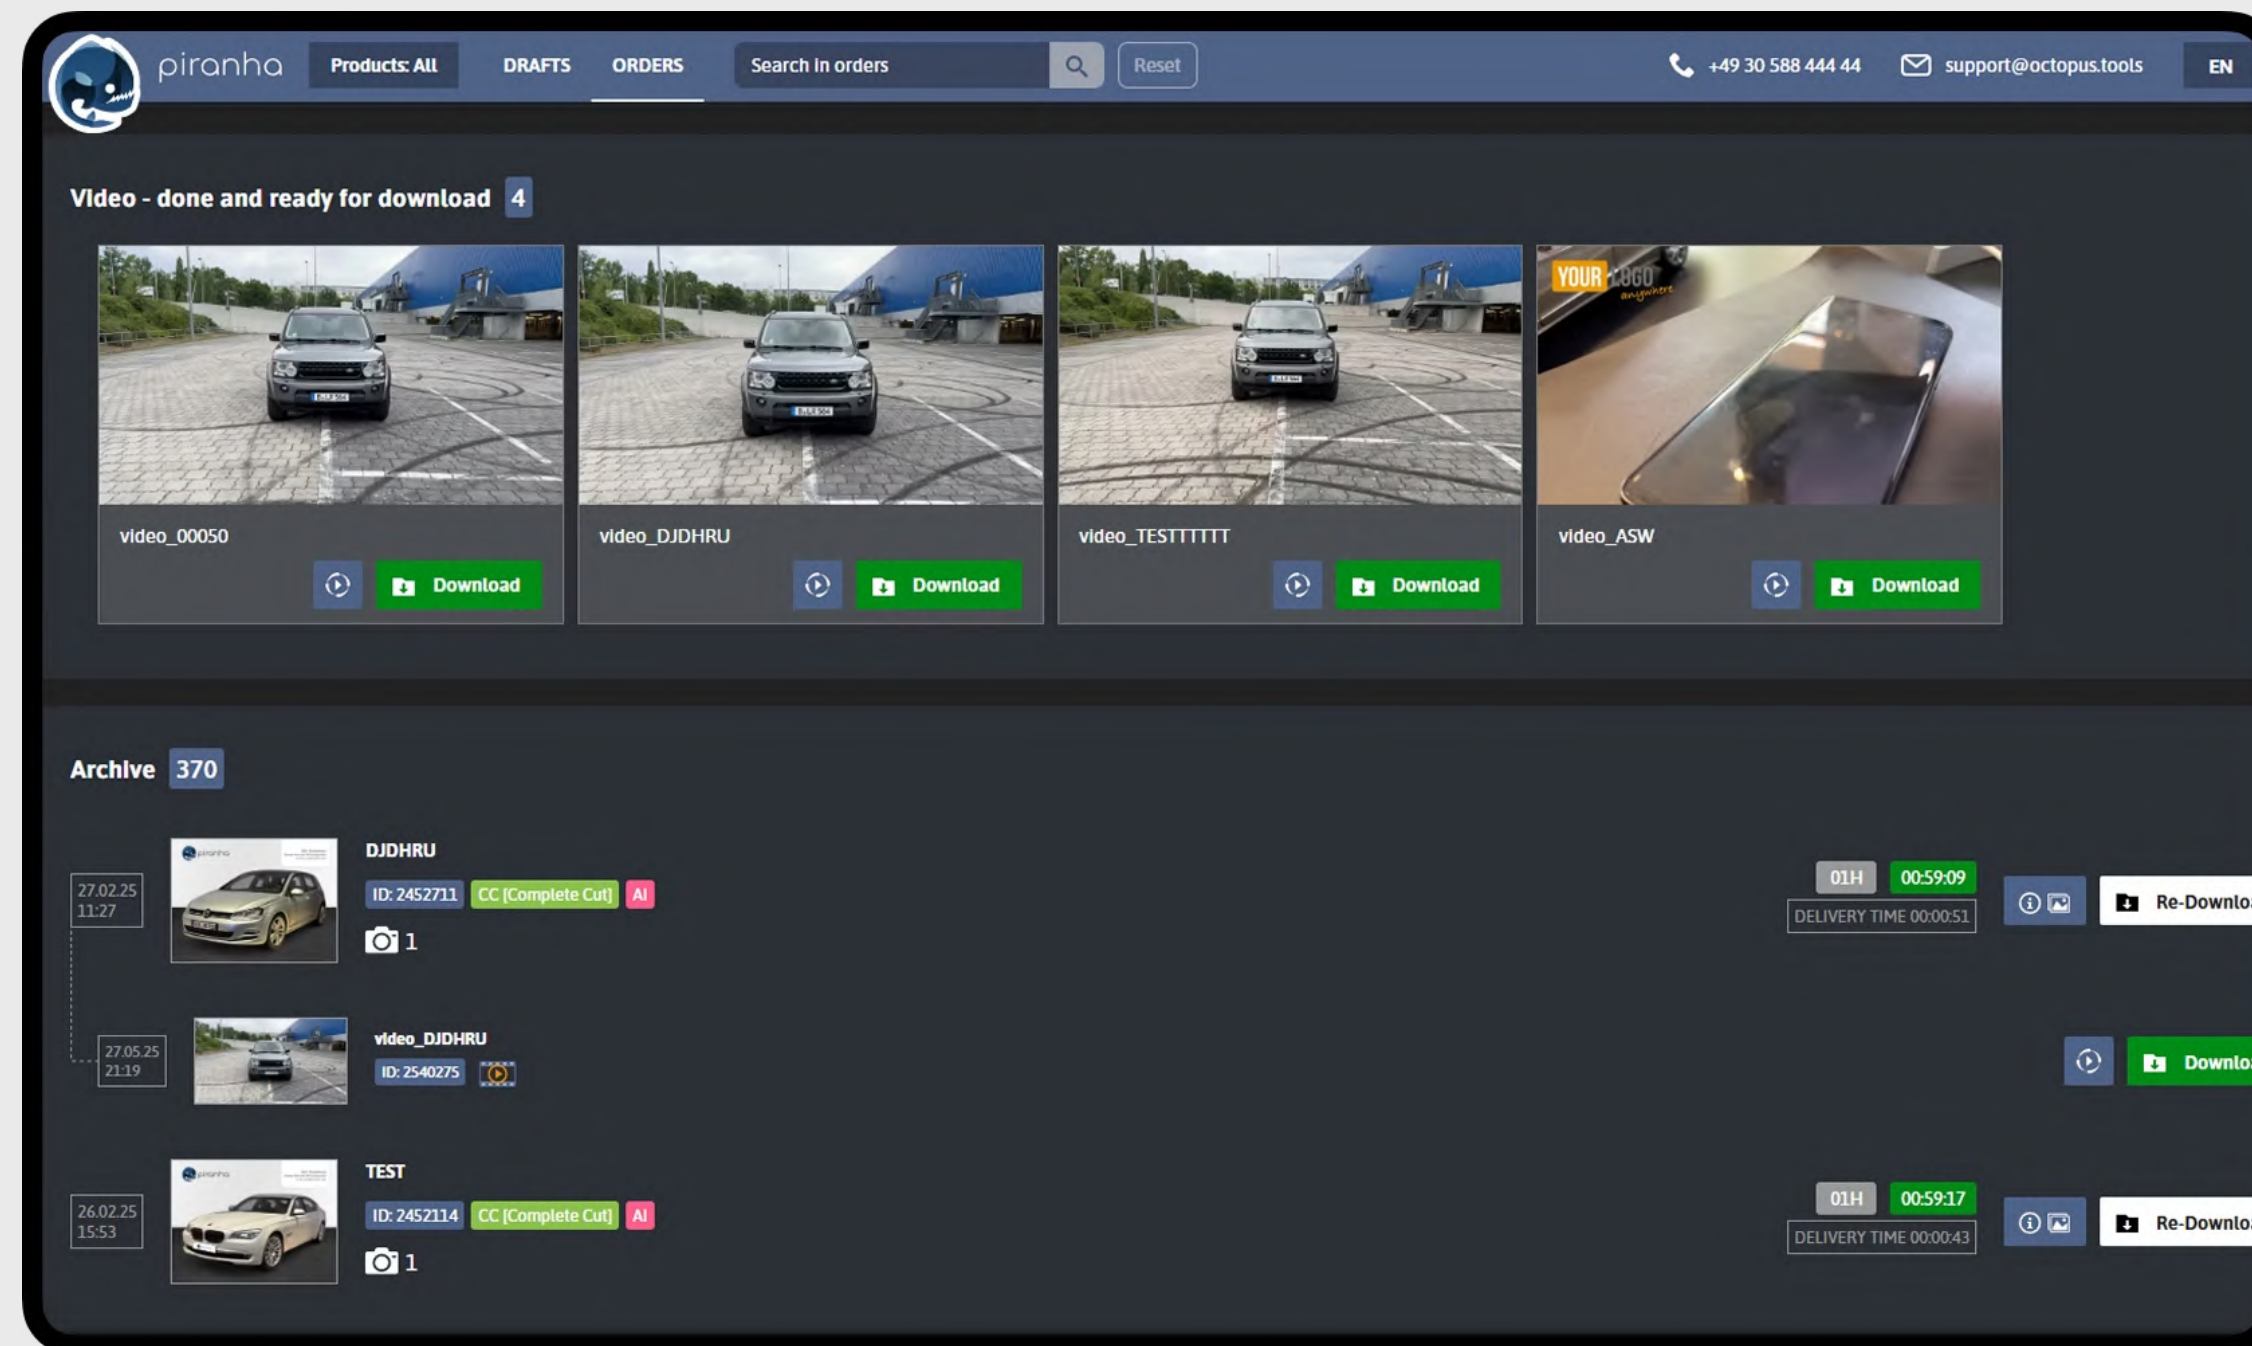 piranha Products: All DRAFTS ORDERS Search in orders Reset +49 30 588 444 44 support@octopus.tools EN
Video - done and ready for download 4
YOUR LOGO
anywhere
video_00050 video_DJDHRU video_TESTTTTTT video_ASW
Download Download Download Download
Archive 370
27.02.25
11:27
piranha
DJDHRU
ID: 2452711 CC [Complete Cut] AI
1
01H 00:59:09
DELIVERY TIME 00:00:51
27.05.25
21:19
video_DJDHRU
ID: 2540275
26.02.25
15:53
piranha
TEST
ID: 2452114 CC [Complete Cut] AI
1
01H 00:59:17
DELIVERY TIME 00:00:43